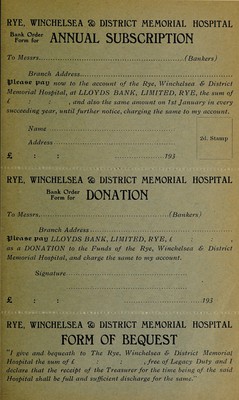 RYE, WINCHELSEA & DISTRICT MEMORIAL HOSPITAL
Bank Order Form for ANNUAL SUBSCRIPTION
To Messrs. (Bankers)
Branch Address
Please pay now to the account of the Rye, Winchelsea & District
Memorial Hospital, at LLOYDS BANK, LIMITED, RYE, the sum of
£ : : , and also the same amount on 1st January in every
succeeding year, until further notice, charging the same to my account.
Name
2d. Stamp
Address
£ : : 193
RYE, WINCHELSEA & DISTRICT MEMORIAL HOSPITAL
Bank Order Form for DONATION
To Messrs. (Bankers)
Branch Address
Please pay LLOYDS BANK, LIMITED, RYE, £
as a DONATION to the Funds of the Rye, Winchelsea & District
Memorial Hospital, and charge the same to my account.
Signature
£ : : 193
RYE, WINCHELSEA & DISTRICT MEMORIAL HOSPITAL
FORM OF BEQUEST
"I give and bequeath to The Rye, Winchelsea & District Memorial
Hospital the sum of £ : : , free of Legacy Duty and I
declare that the receipt of the Treasurer for the time being of the said
Hospital shall be full and sufficient discharge for the same."